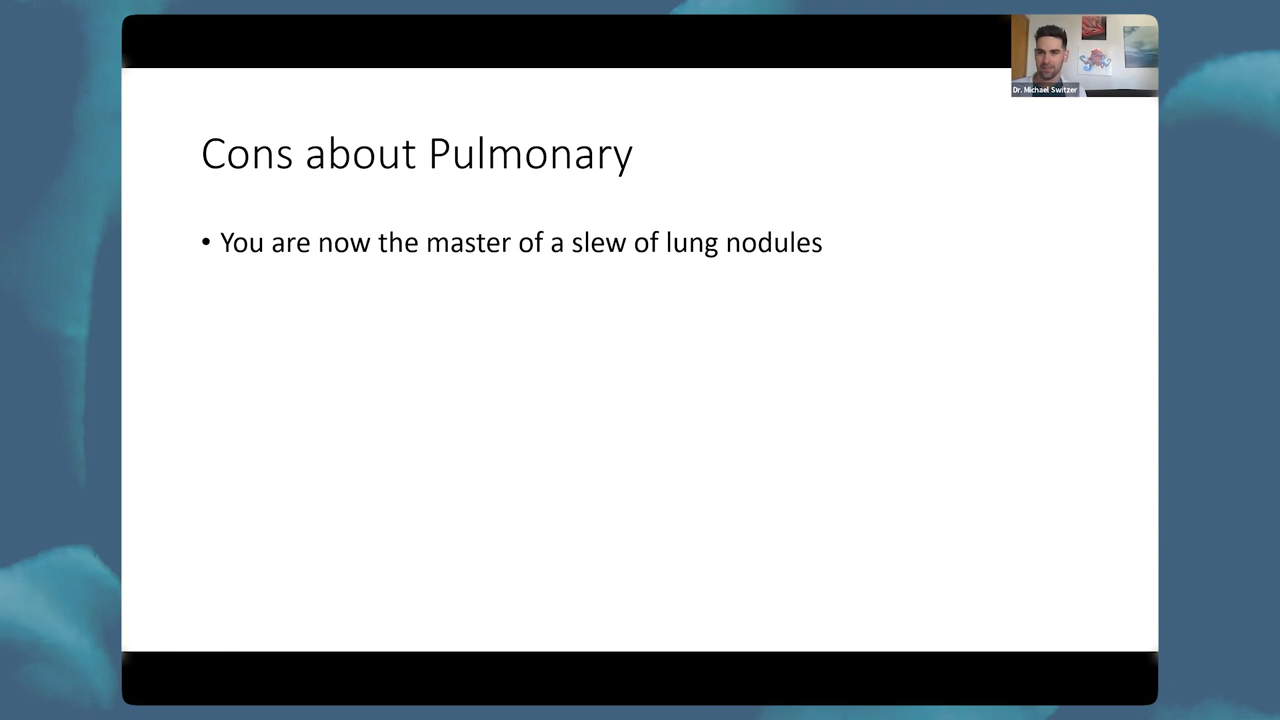 Dr. Michael Switzer
Cons about Pulmonary
• You are now the master of a slew of lung nodules